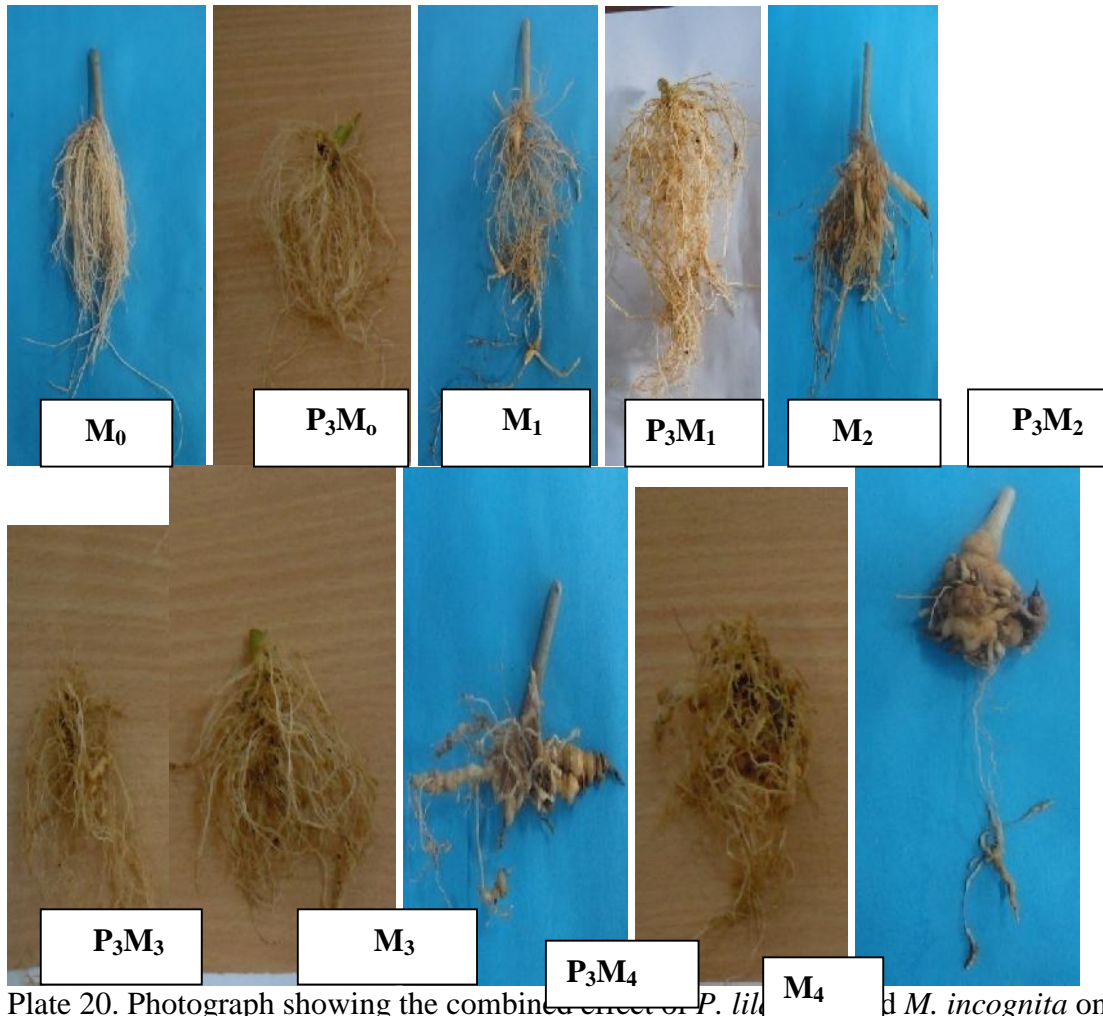 M₀
P₃Mₒ
M₁
P₃M₁
M₂
P₃M₂
P₃M₃
M₃
P₃M₄
M₄
Plate 20. Photograph showing the combined effect of P. M. incognita on